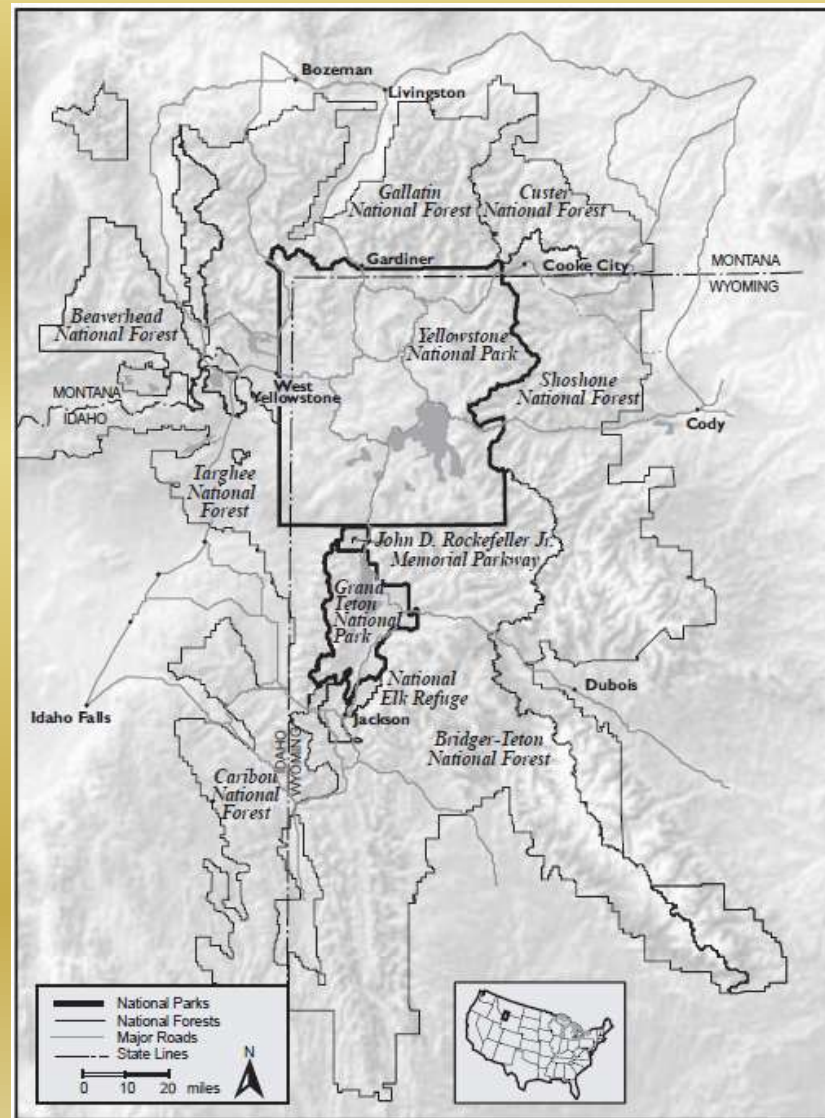 Bozeman
Livingston
Gallatin
National Forest
Custer
National Forest
Gardiner
Cooke City
MONTANA
WYOMING
Beaverhead
National Forest
Yellowstone
National Park
West
Yellowstone
Shoshone
National Forest
MONTANA
IDAHO
Cody
Targhee
National
Forest
John D. Rockefeller Jr.
Memorial Parkway
Grand
Teton
National
Park
National
Elk Refuge
Dubois
Idaho Falls
Jackson
Bridger-Teton
National Forest
IDAHO
WYOMING
Caribou
National
Forest
National Parks
National Forests
Major Roads
State Lines
N
0 10 20 miles